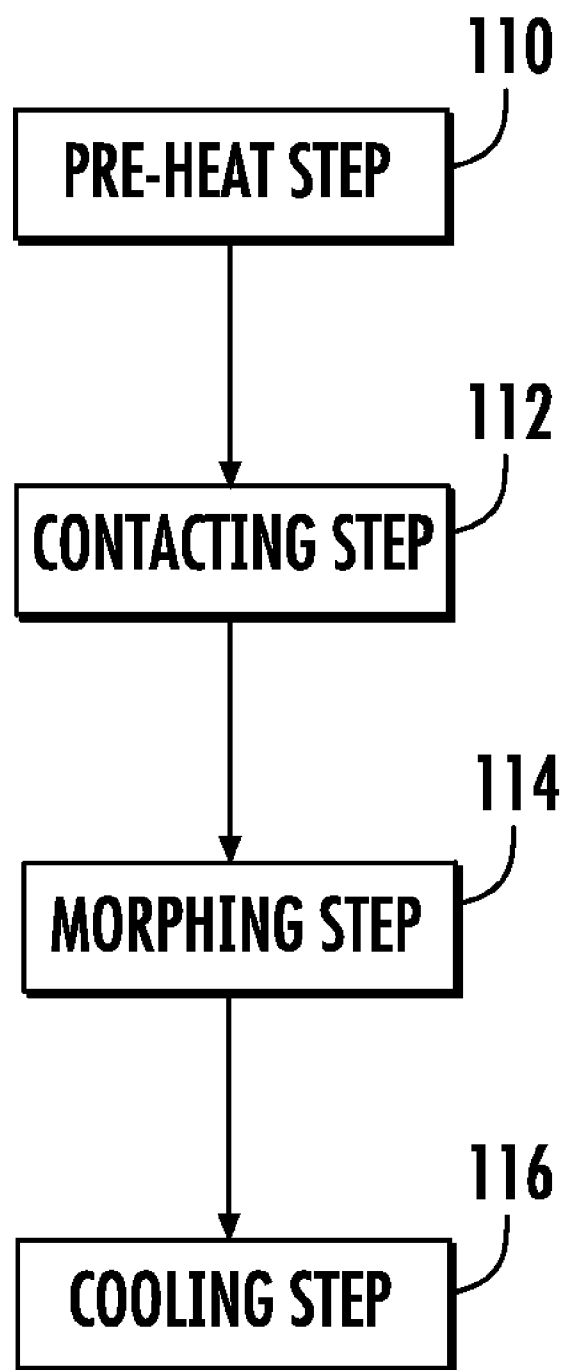 110
PRE-HEAT STEP
112
CONTACTING STEP
114
MORPHING STEP
116
COOLING STEP